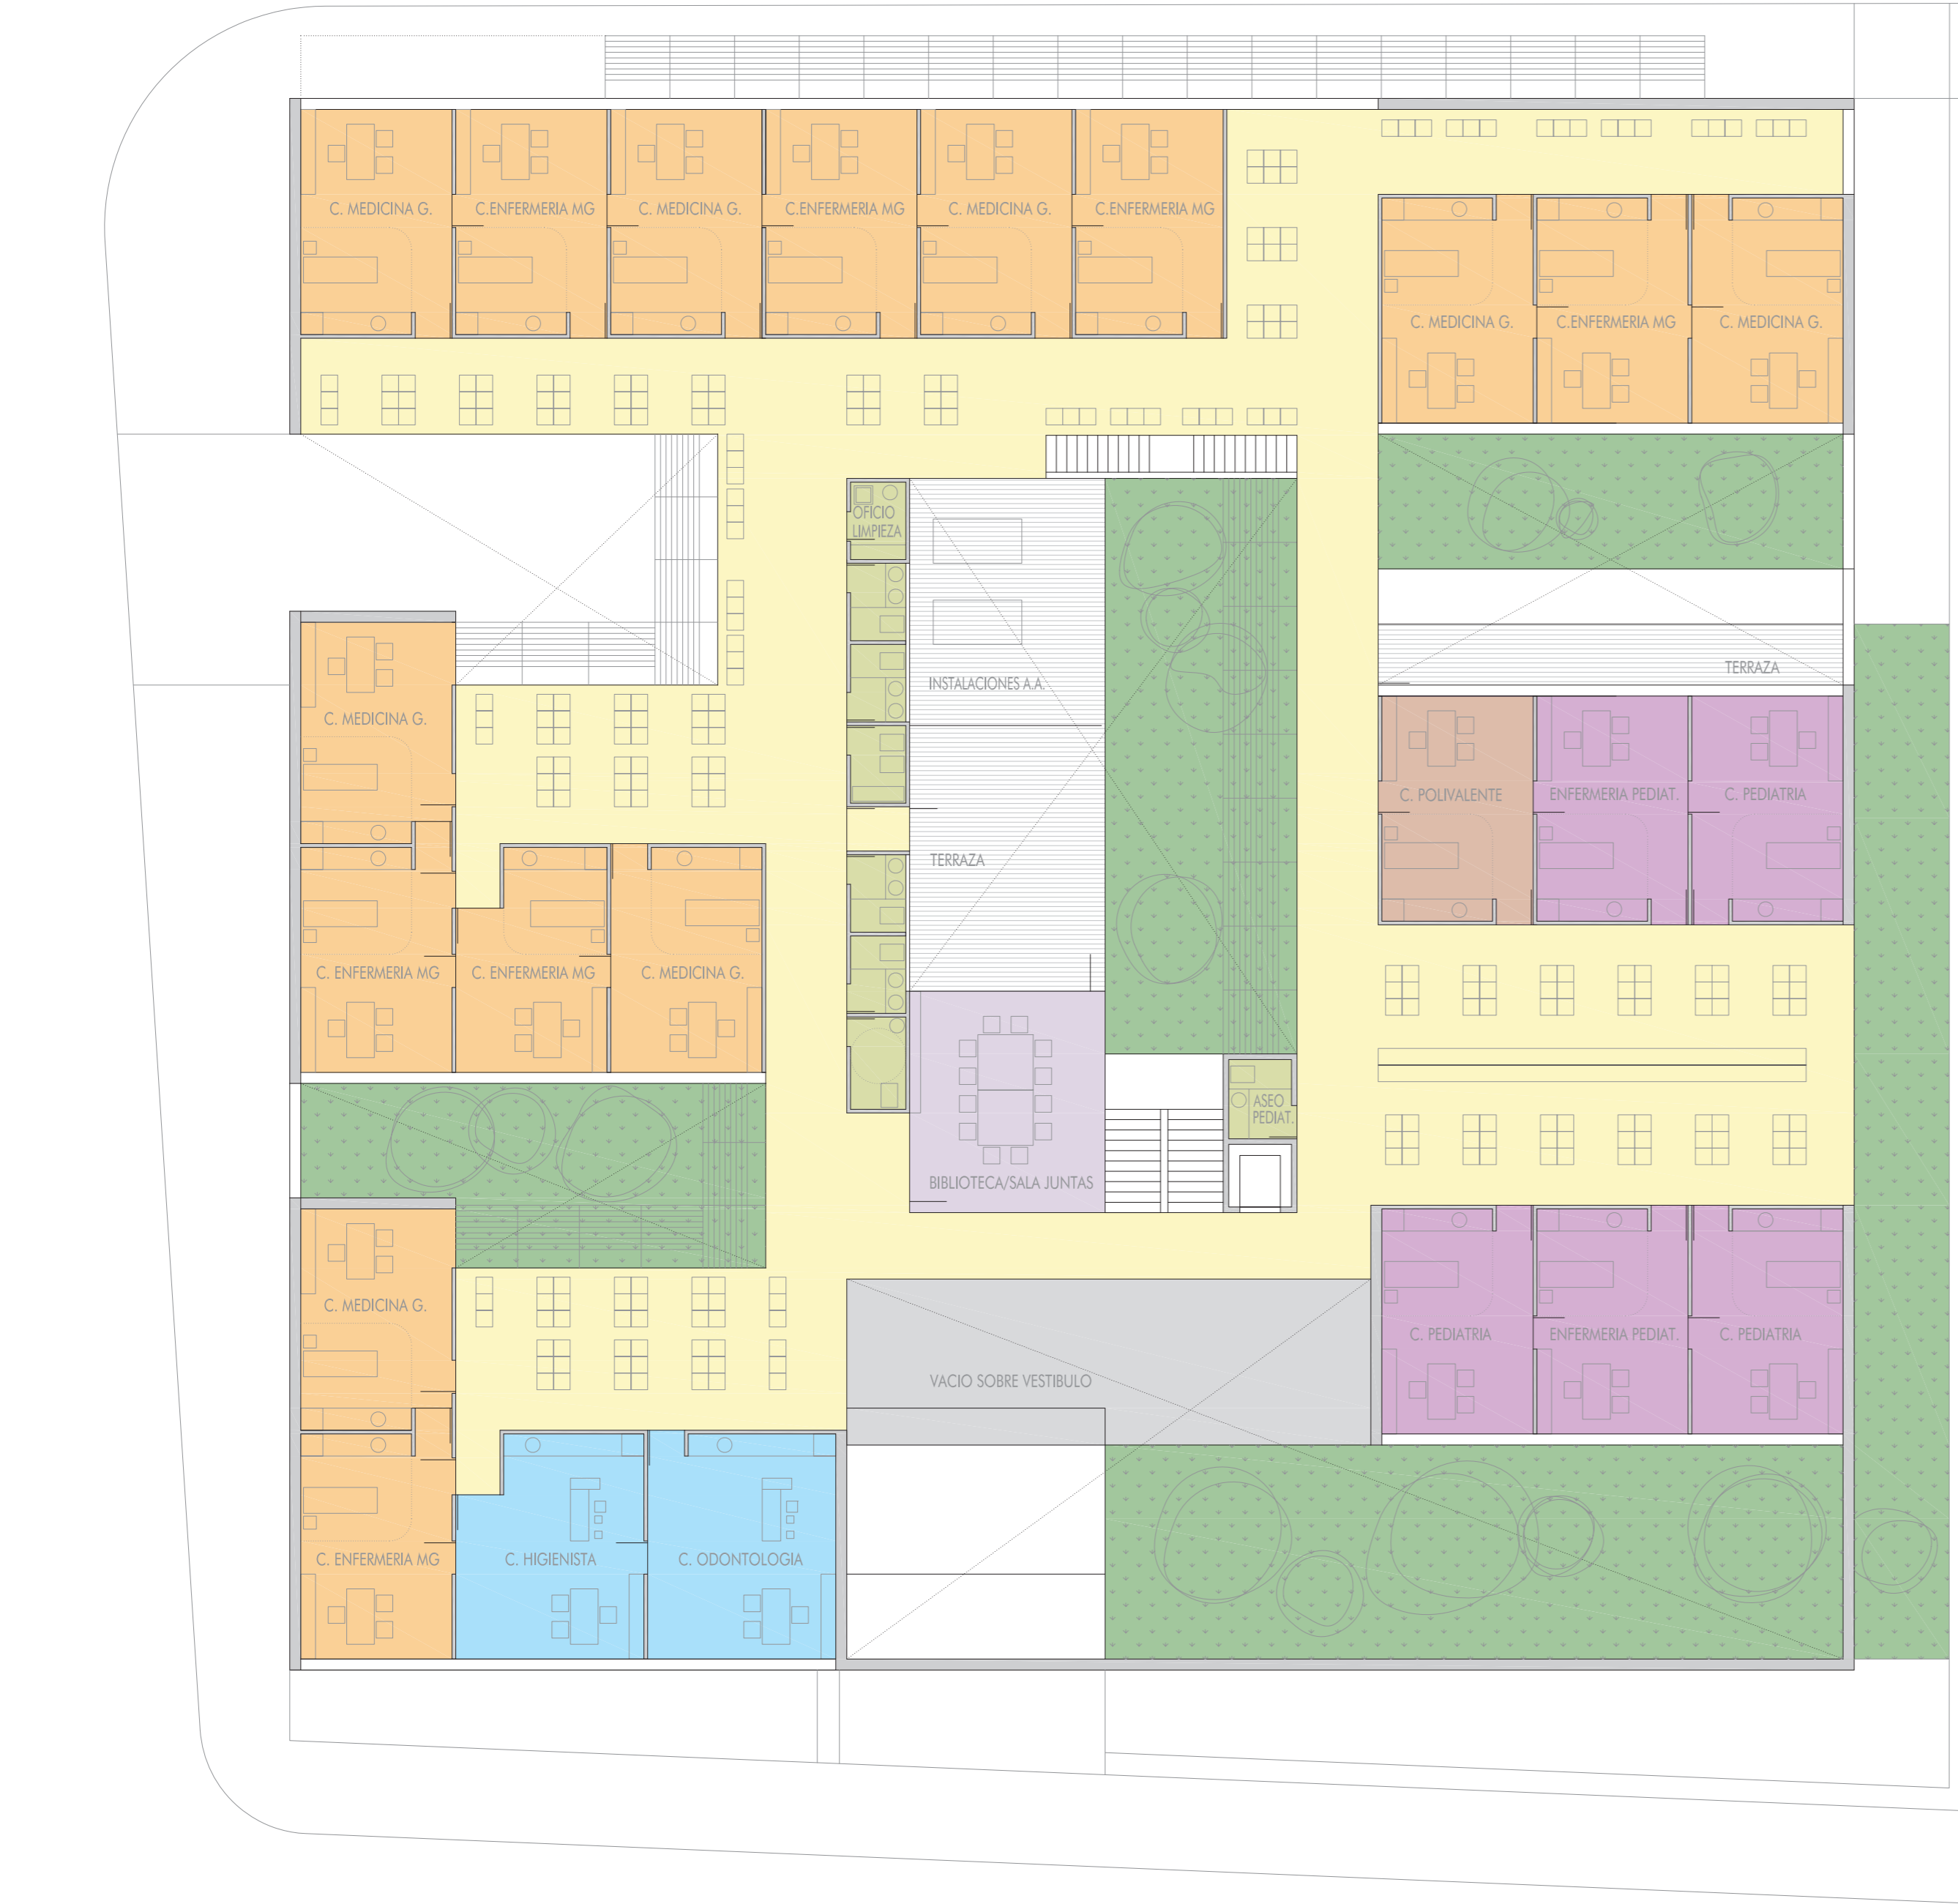 C. MEDICINA G.
C.ENFERMERIA MG
C. MEDICINA G.
C.ENFERMERIA MG
C. MEDICINA G.
C.ENFERMERIA MG
C. MEDICINA G.
C.ENFERMERIA MG
C. MEDICINA G.
OFICIO
LIMPIEZA
INSTALACIONES A.A.
TERRAZA
C. MEDICINA G.
C. POLIVALENTE
ENFERMERIA PEDIAT.
C. PEDIATRIA
TERRAZA
C. ENFERMERIA MG
C. ENFERMERIA MG
C. MEDICINA G.
ASEO
PEDIAT.
BIBLIOTECA/SALA JUNTAS
C. MEDICINA G.
C. PEDIATRIA
ENFERMERIA PEDIAT.
C. PEDIATRIA
VACIO SOBRE VESTIBULO
C. ENFERMERIA MG
C. HIGIENISTA
C. ODONTOLOGIA